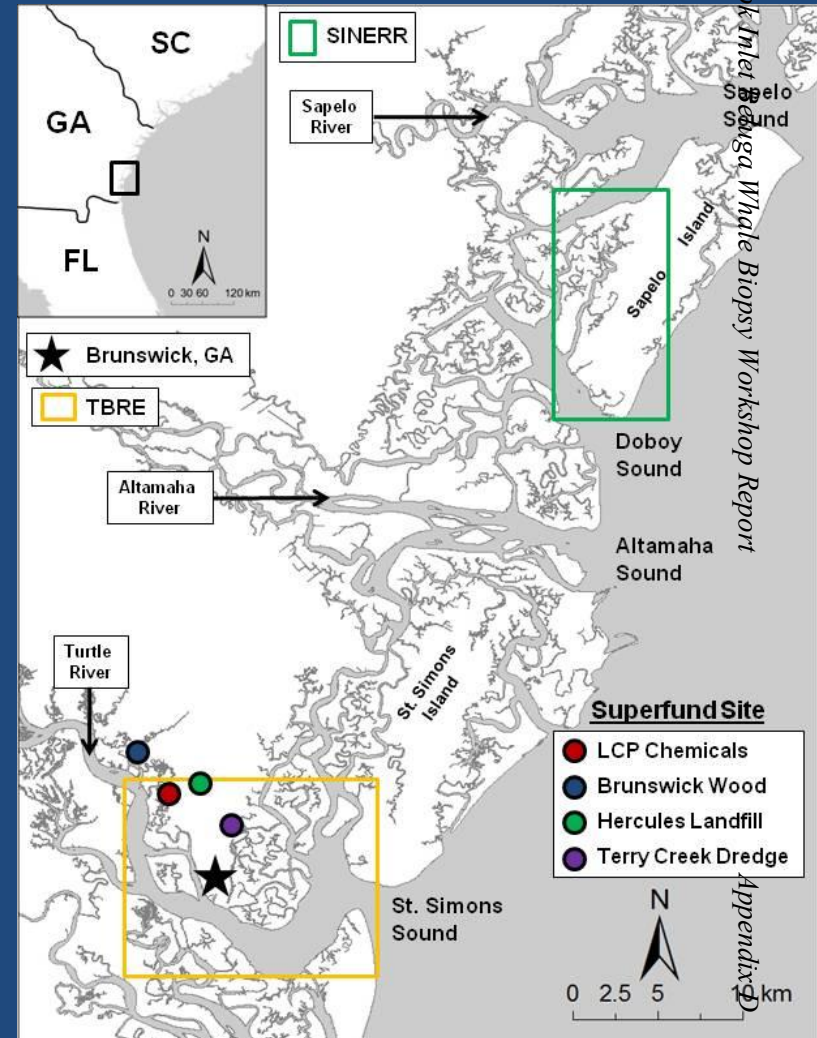 SC
GA
FL
N
0 30 60 120 km
SINERR
Sapelo
River
Sapelo
Sound
Sapelo Island
Brunswick, GA
TBRE
Doboy
Sound
Altamaha
River
Altamaha
Sound
St. Simons
Island
Turtle
River
Superfund Site
LCP Chemicals
Brunswick Wood
Hercules Landfill
Terry Creek Dredge
St. Simons
Sound
N
0 2.5 5 10 km
Inlet Beluga Whale Biopsy Workshop Report
Appendix D